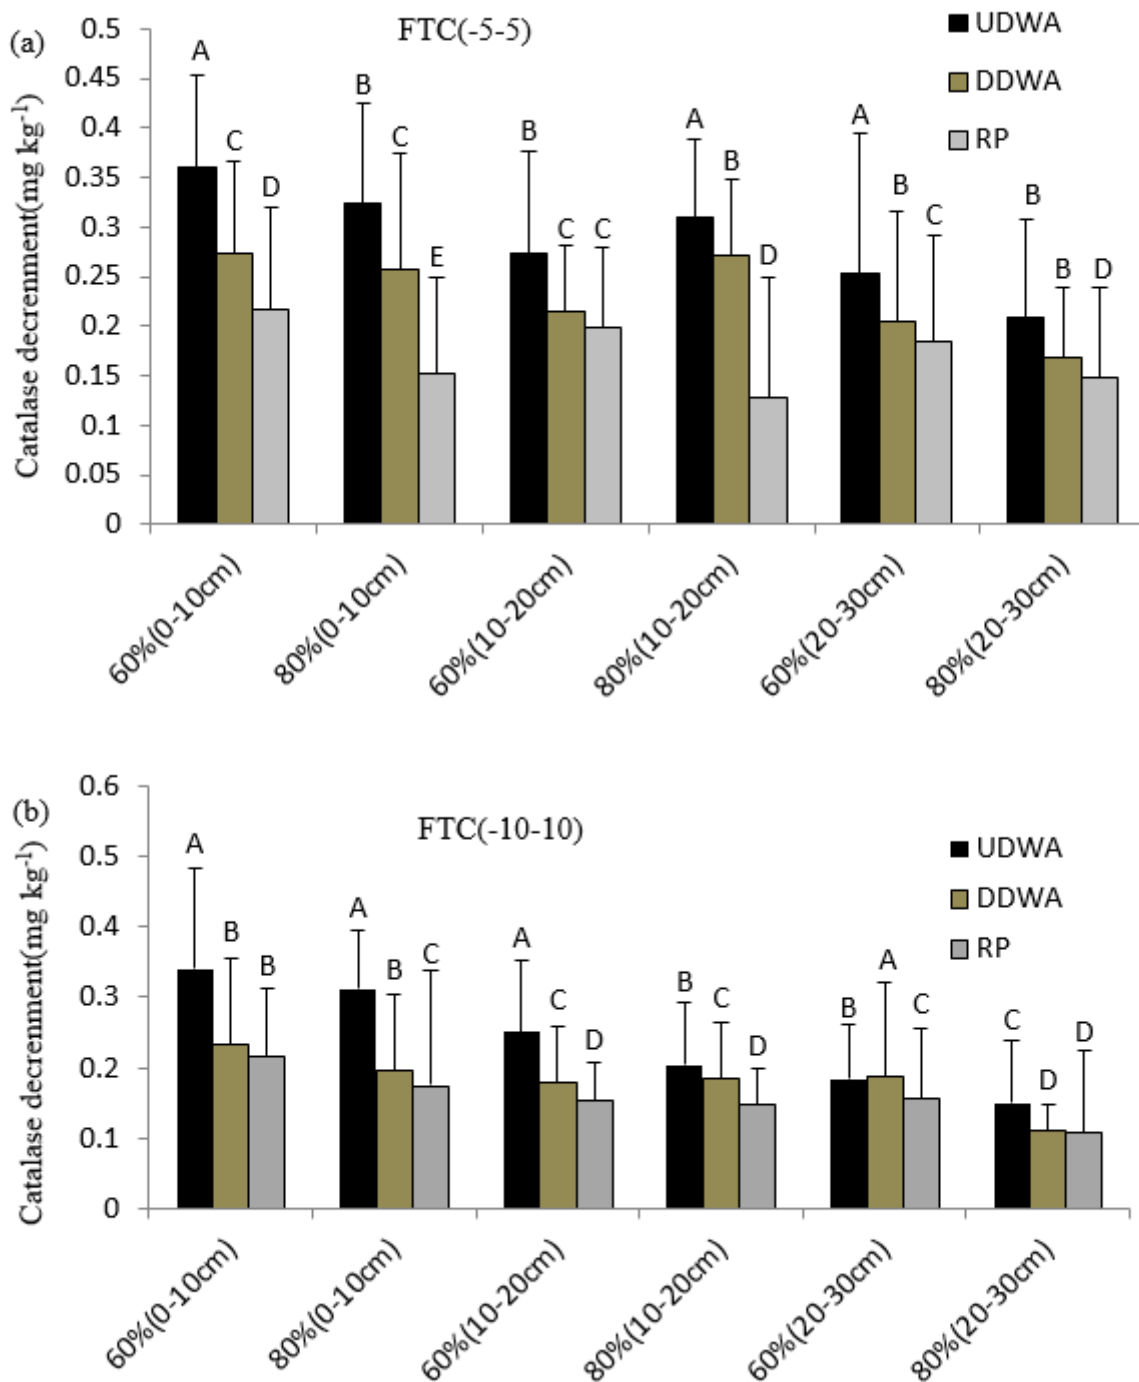 (a)
FTC(-5-5)
UDWA
DDWA
RP
Catalase decrenment(mg kg-1)
0.5
0.45
0.4
0.35
0.3
0.25
0.2
0.15
0.1
0.05
0
A C D B C E B C C A B D A B C B B D
60%(0-10cm) 80%(0-10cm) 60%(10-20cm) 80%(10-20cm) 60%(20-30cm) 80%(20-30cm)
(b)
FTC(-10-10)
UDWA
DDWA
RP
Catalase decrenment(mg kg-1)
0.6
0.5
0.4
0.3
0.2
0.1
0
A B B A B C A C D B C D B A C C D D
60%(0-10cm) 80%(0-10cm) 60%(10-20cm) 80%(10-20cm) 60%(20-30cm) 80%(20-30cm)